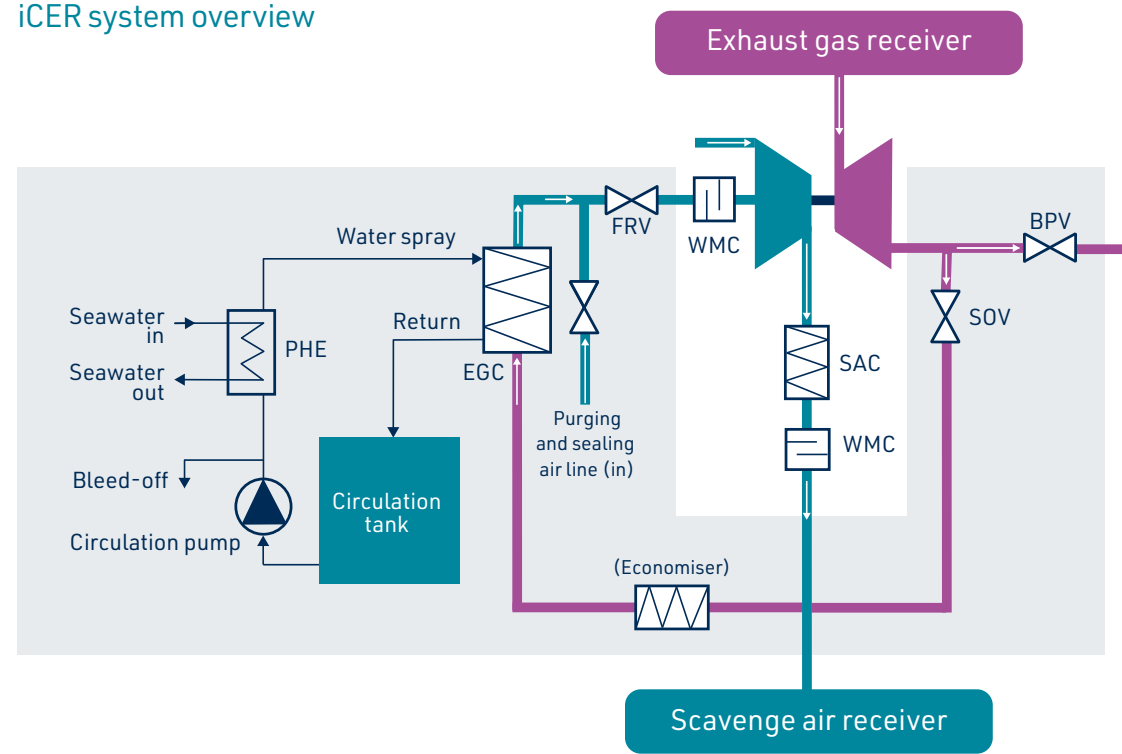 iCER system overview
Exhaust gas receiver
BPV
FRV
WMC
Water spray
Seawater
in
PHE
Return
SOV
Seawater
out
EGC
SAC
Purging
and sealing
air line (in)
WMC
Bleed-off
Circulation
tank
Circulation pump
(Economiser)
Scavenge air receiver